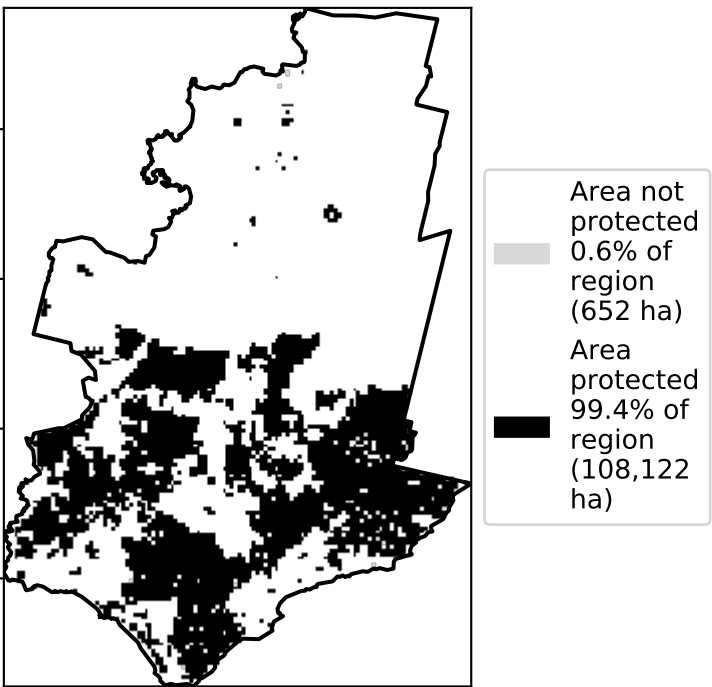 Area not
protected
0.6% of
region
(652 ha)
Area
protected
99.4% of
region
(108,122
ha)